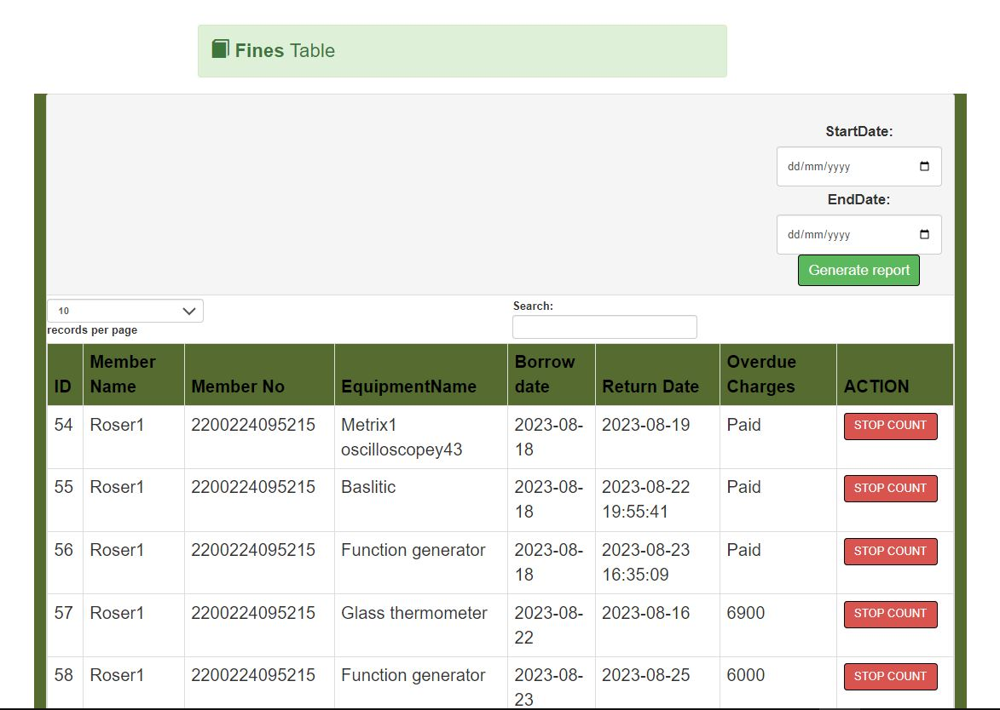 Fines Table
StartDate:
dd/mm/yyyy
EndDate:
dd/mm/yyyy
Generate report
10
records per page
Search:
ID Member Name Member No EquipmentName Borrow date Return Date Overdue Charges ACTION
54 Roser1 2200224095215 Metrix1 oscilloscopey43 2023-08-18 2023-08-19 Paid STOP COUNT
55 Roser1 2200224095215 Baslitic 2023-08-18 2023-08-22 19:55:41 Paid STOP COUNT
56 Roser1 2200224095215 Function generator 2023-08-18 2023-08-23 16:35:09 Paid STOP COUNT
57 Roser1 2200224095215 Glass thermometer 2023-08-22 2023-08-16 6900 STOP COUNT
58 Roser1 2200224095215 Function generator 2023-08-23 2023-08-25 6000 STOP COUNT